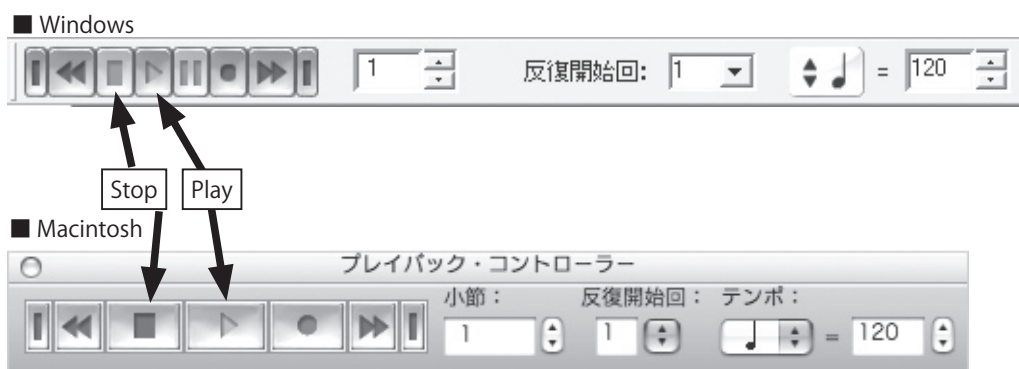 ■ Windows
1 反復開始回: 1 = 120
Stop Play
■ Macintosh
プレイバック・コントローラー
小節： 反復開始回： テンポ：
1 1 = 120